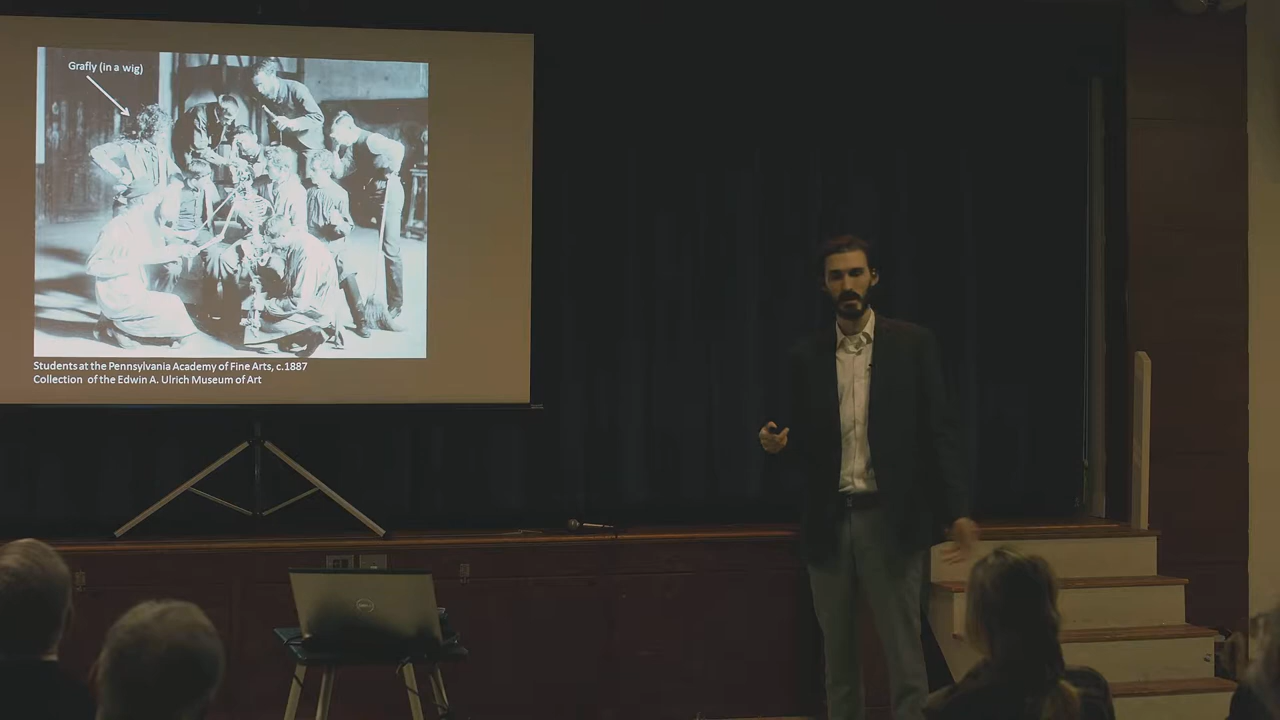 Grafly (in a wig)
Students at the Pennsylvania Academy of Fine Arts, c.1887
Collection of the Edwin A. Ulrich Museum of Art
DELL